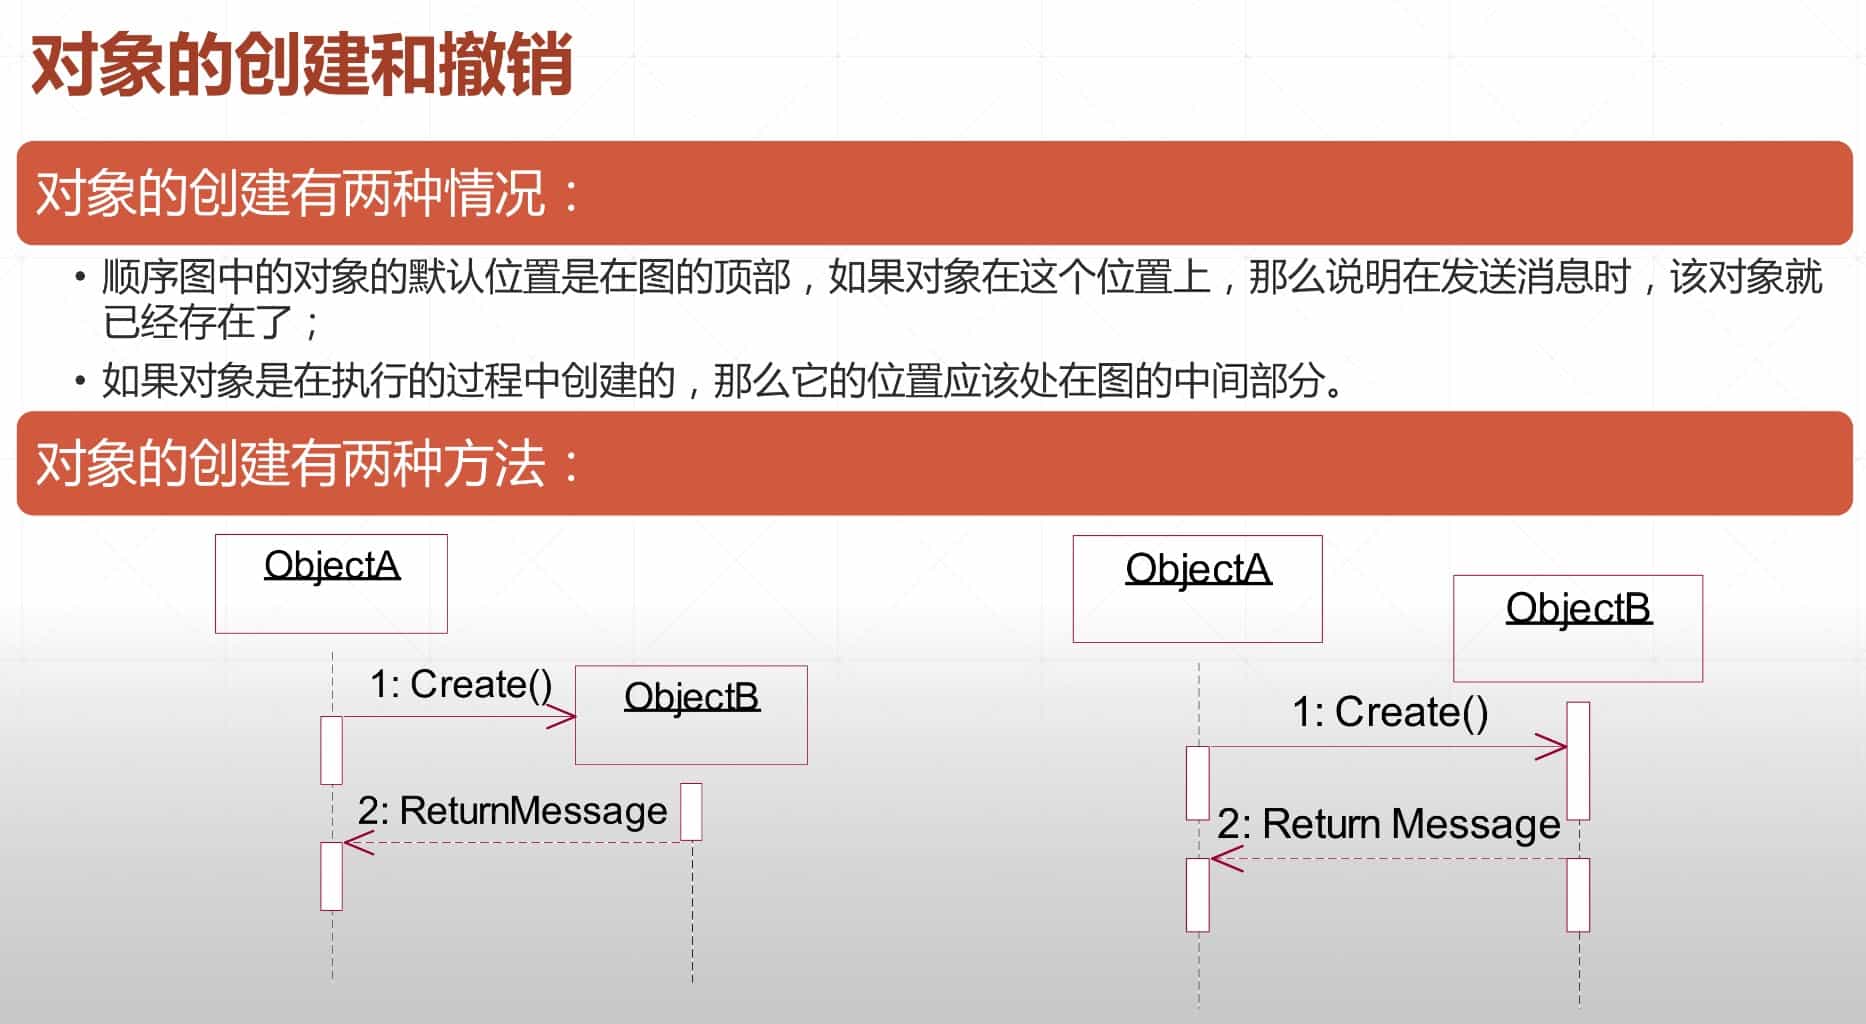 对象的创建和撤销
对象的创建有两种情况：
• 顺序图中的对象的默认位置是在图的顶部，如果对象在这个位置上，那么说明在发送消息时，该对象就
已经存在了；
• 如果对象是在执行的过程中创建的，那么它的位置应该处在图的中间部分。
对象的创建有两种方法：
ObjectA
1: Create()
ObjectB
2: ReturnMessage
ObjectA
ObjectB
1: Create()
2: Return Message